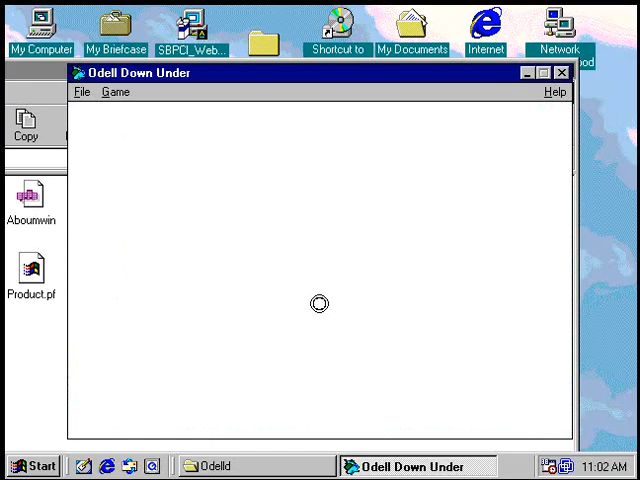 My Computer
My Briefcase
SBPCI_Web...
Shortcut to
My Documents
Internet
Network
ood
Odell Down Under
File
Game
Help
Copy
Aboumwin
Product.pf
Start
Odelld
Odell Down Under
11:02 AM